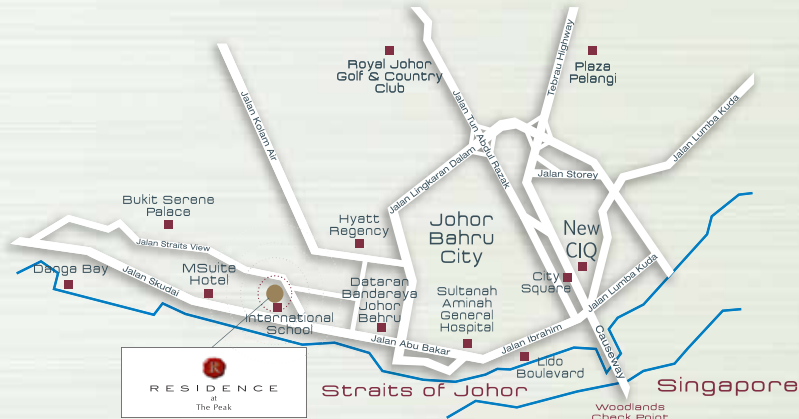 Royal Johor
Golf & Country
Club
Plaza
Pelangi
Tebrau Highway
Jalan Tun Abdul Razak
Jalan Kolam Air
Jalan Lumba Kuda
Jalan Lingkaran Dalam
Jalan Storey
Bukit Serene
Palace
Hyatt
Regency
Johor
Bahru
City
New
CIQ
Jalan Straits View
Danga Bay
Jalan Skudai
MSuite
Hotel
Dataran
Bandaraya
Johor
Bahru
Sultanah
Aminah
General
Hospital
City
Square
Jalan Lumba Kuda
International
School
Jalan Abu Bakar
Jalan Ibrahim
Causeway
Lido
Boulevard
R
RESIDENCE
at
The Peak
Straits of Johor
Singapore
Woodlands
Check Point